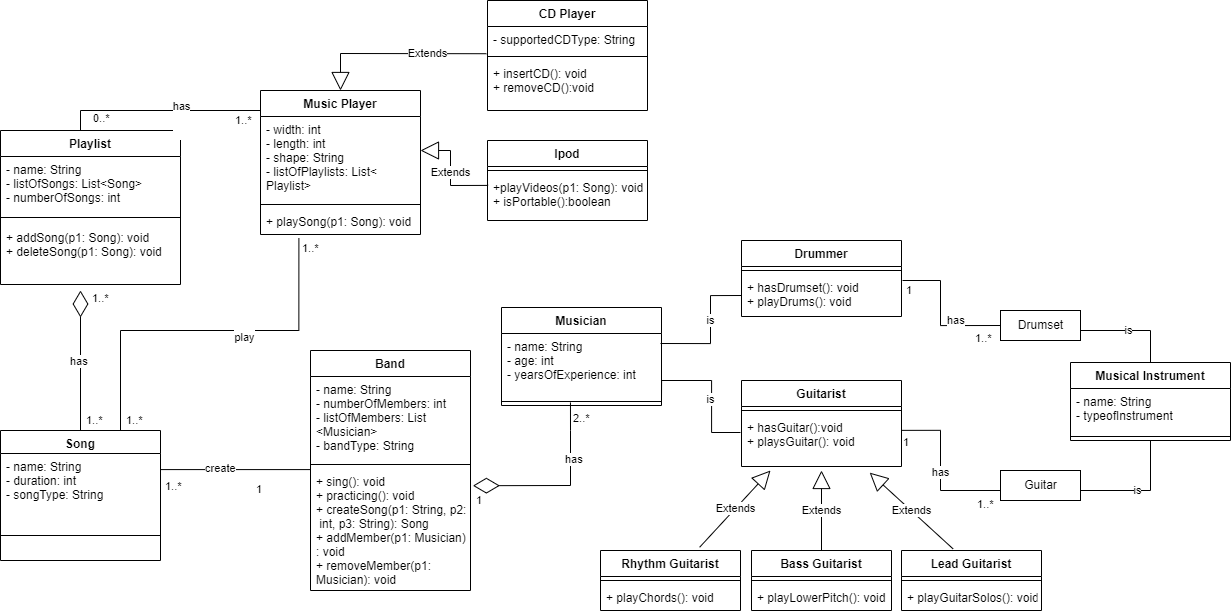 CD Player
- supportedCDType: String
+ insertCD(): void
+ removeCD():void
Extends
Music Player
- width: int
- length: int
- shape: String
- listOfPlaylists: List<
Playlist>
+ playSong(p1: Song): void
has
0..*
1..*
Playlist
- name: String
- listOfSongs: List<Song>
- numberOfSongs: int
+ addSong(p1: Song): void
+ deleteSong(p1: Song): void
Extends
Ipod
+playVideos(p1: Song): void
+ isPortable():boolean
1..*
play
1..*
1..*
has
1..*
Song
- name: String
- duration: int
- songType: String
create
1..*
1
Band
- name: String
- numberOfMembers: int
- listOfMembers: List
<Musician>
- bandType: String
+ sing(): void
+ practicing(): void
+ createSong(p1: String, p2:
int, p3: String): Song
+ addMember(p1: Musician)
: void
+ removeMember(p1:
Musician): void
1
has
2..*
Musician
- name: String
- age: int
- yearsOfExperience: int
is
is
Drummer
+ hasDrumset(): void
+ playDrums(): void
1
has
1..*
Drumset
is
Musical Instrument
- name: String
- typeofInstrument
Guitarist
+ hasGuitar():void
+ playsGuitar(): void
1
has
1..*
Guitar
is
Extends
Extends
Extends
Rhythm Guitarist
+ playChords(): void
Bass Guitarist
+ playLowerPitch(): void
Lead Guitarist
+ playGuitarSolos(): void